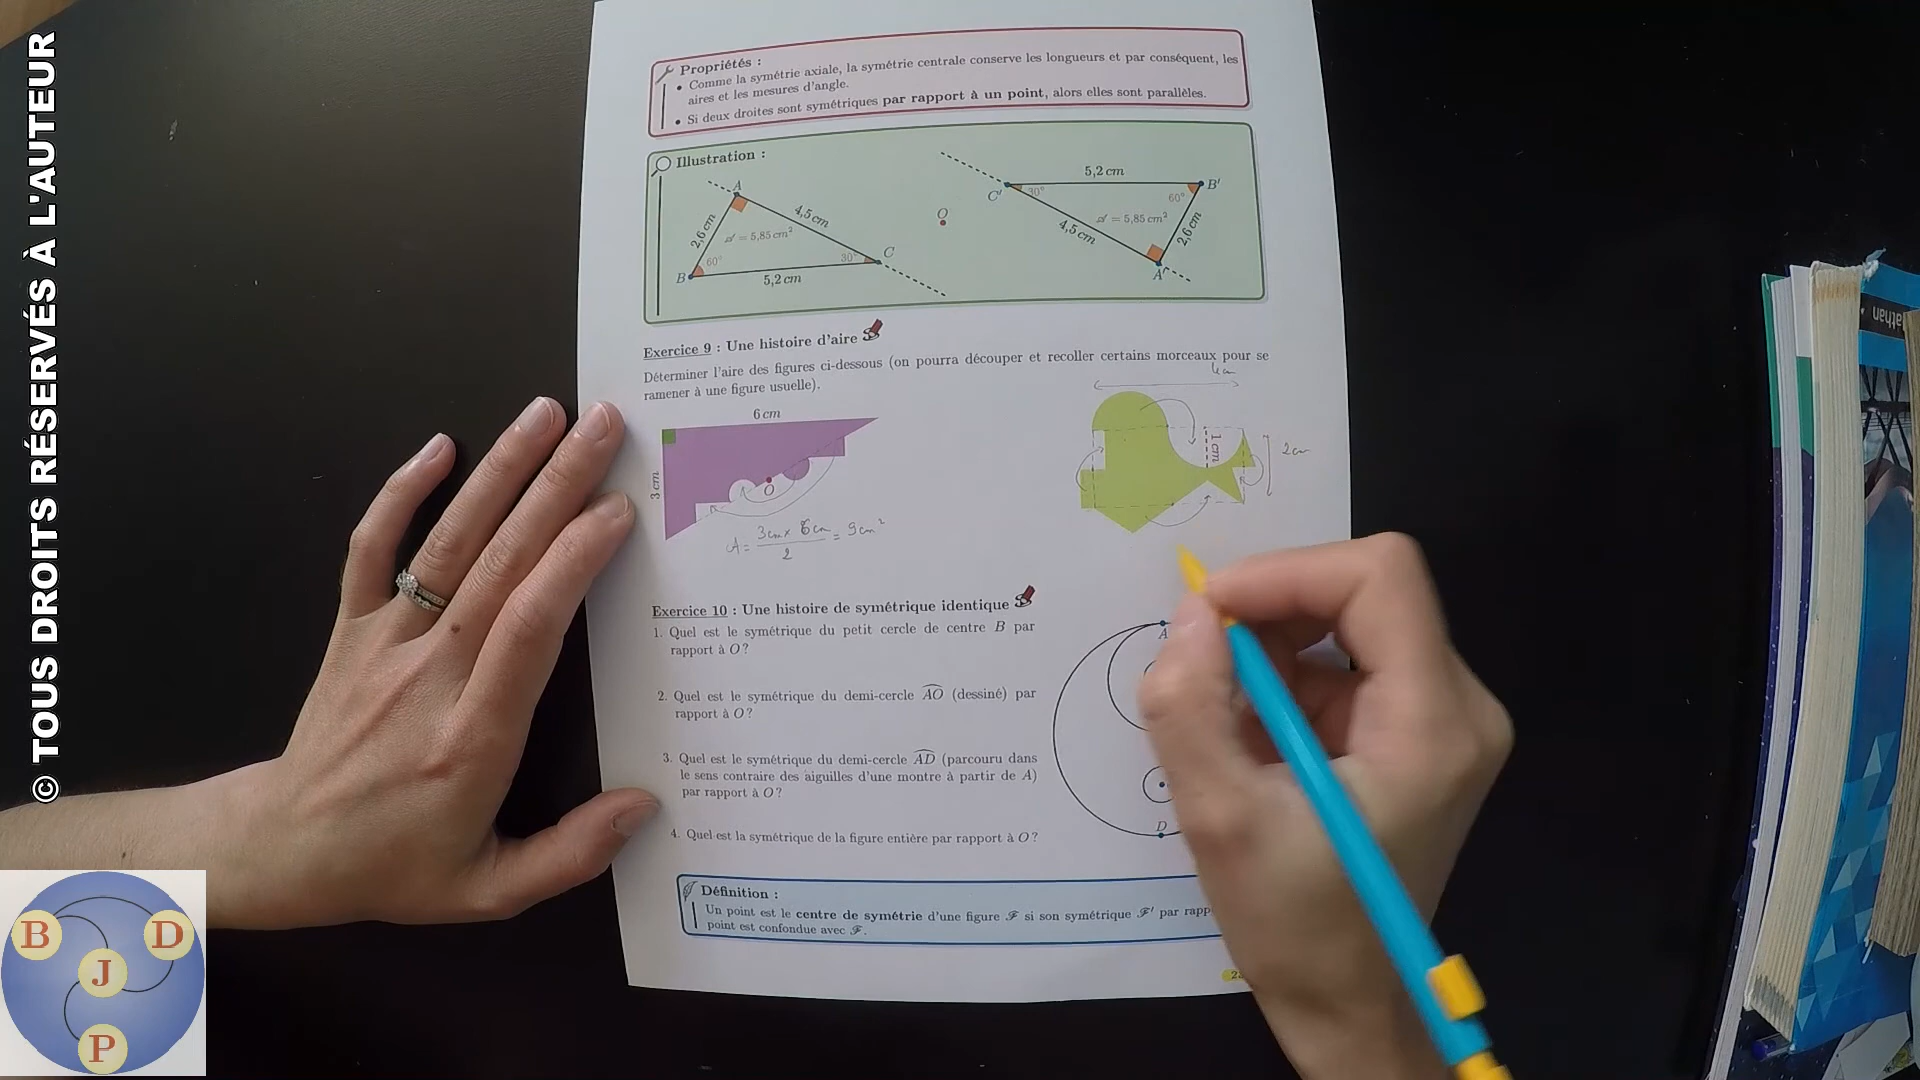 © TOUS DROITS RÉSERVÉS À L'AUTEUR
Propriétés :
• Comme la symétrie axiale, la symétrie centrale conserve les longueurs et par conséquent, les
aires et les mesures d'angle.
• Si deux droites sont symétriques par rapport à un point, alors elles sont parallèles.
Illustration :
A
2,6 cm
4,5 cm
𝒜 = 5,85 cm²
60°
30°
B
C
5,2 cm
O
5,2 cm
C'
30°
B'
60°
𝒜 = 5,85 cm²
4,5 cm
2,6 cm
A'
Exercice 9 : Une histoire d'aire
Déterminer l'aire des figures ci-dessous (on pourra découper et recoller certains morceaux pour se
ramener à une figure usuelle).
6 cm
3 cm
O
A = 3cm × 6cm / 2 = 9cm²
4cm
1 cm
2cm
Exercice 10 : Une histoire de symétrique identique
1. Quel est le symétrique du petit cercle de centre B par
rapport à O ?
2. Quel est le symétrique du demi-cercle AO (dessiné) par
rapport à O ?
3. Quel est le symétrique du demi-cercle AD (parcouru dans
le sens contraire des aiguilles d'une montre à partir de A)
par rapport à O ?
4. Quel est la symétrique de la figure entière par rapport à O ?
A
D
Définition :
Un point est le centre de symétrie d'une figure ℱ si son symétrique ℱ' par rapp
point est confondue avec ℱ.
B D
J
P